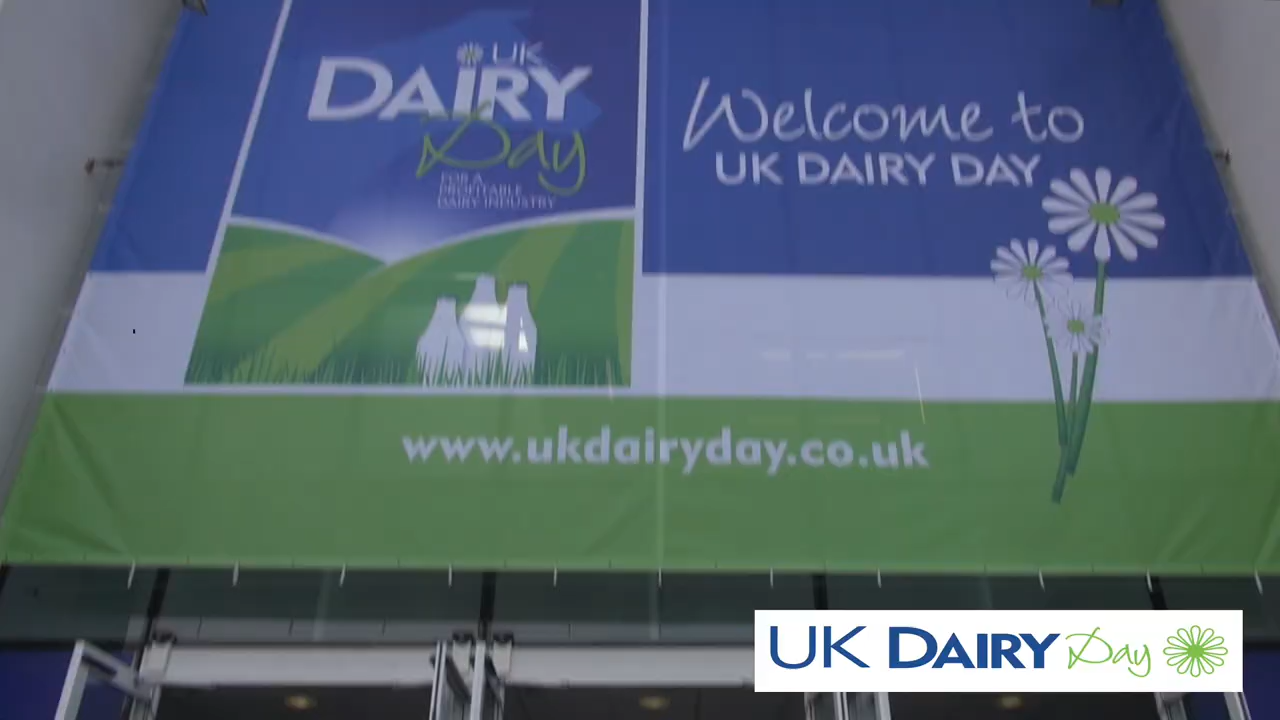 UK
DAIRY
Day
FOR A
PROFITABLE
DAIRY INDUSTRY
Welcome to
UK DAIRY DAY
www.ukdairyday.co.uk
UK DAIRY Day